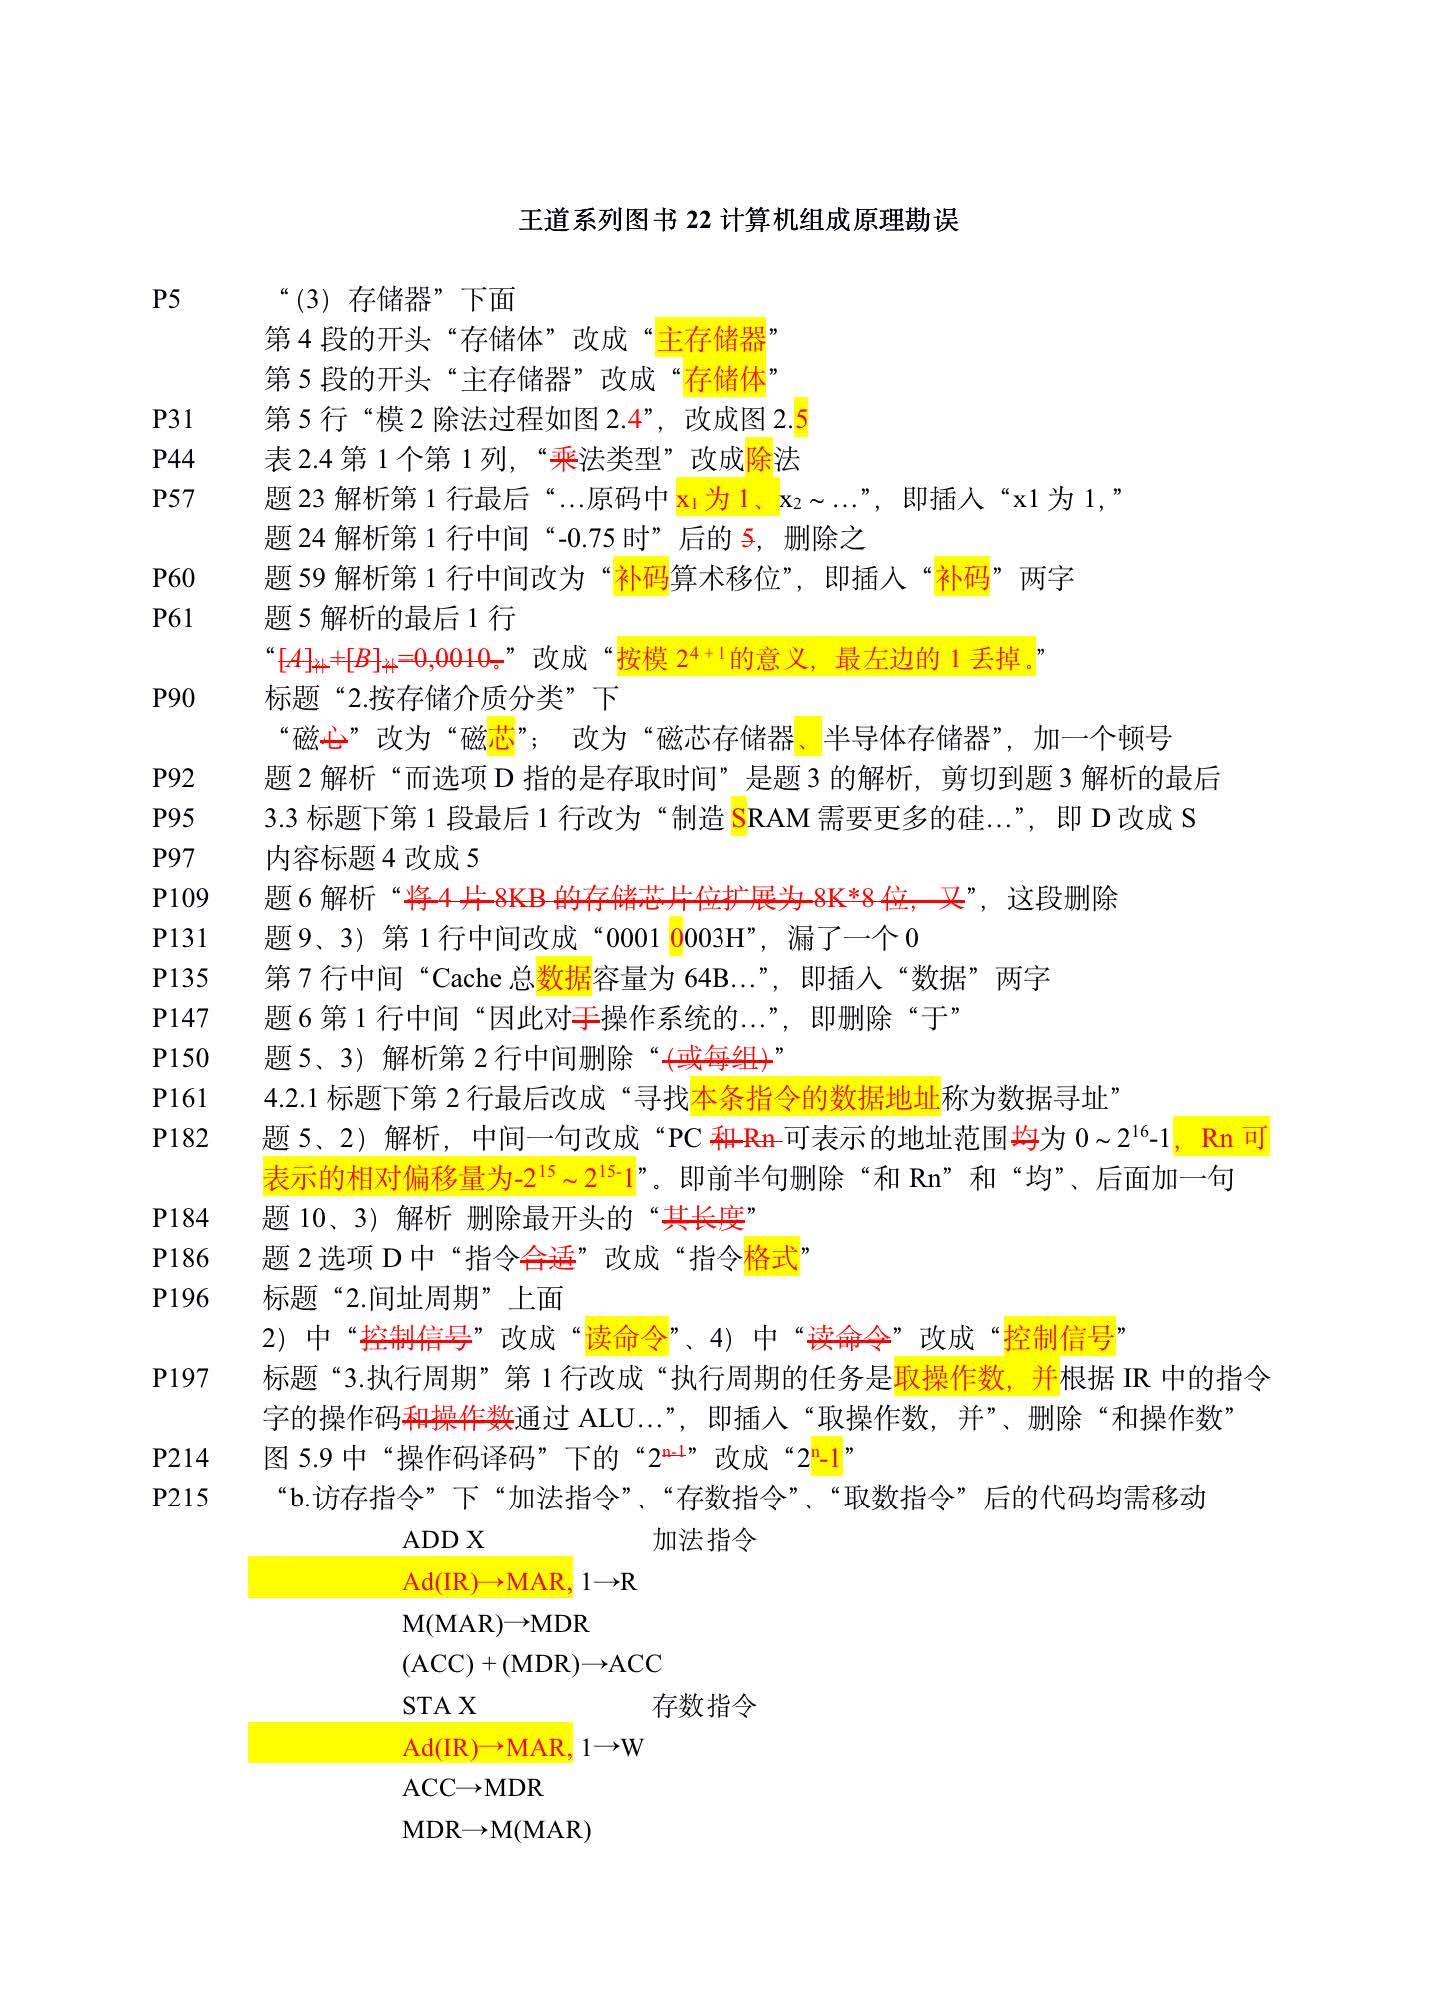 王道系列图书 22 计算机组成原理勘误
P5 “（3）存储器”下面
第 4 段的开头“存储体”改成“主存储器”
第 5 段的开头“主存储器”改成“存储体”
P31 第 5 行“模 2 除法过程如图 2.4”，改成图 2.5
P44 表 2.4 第 1 个第 1 列，“乘法类型”改成除法
P57 题 23 解析第 1 行最后“…原码中 x₁ 为 1、x₂ ~ …”，即插入“x1 为 1，”
题 24 解析第 1 行中间“-0.75 时”后的 5，删除之
P60 题 59 解析第 1 行中间改为“补码算术移位”，即插入“补码”两字
P61 题 5 解析的最后 1 行
“[A]补+[B]补=0,0010。”改成“按模 2⁴⁺¹ 的意义，最左边的 1 丢掉。”
P90 标题“2.按存储介质分类”下
“磁心”改为“磁芯”； 改为“磁芯存储器、半导体存储器”，加一个顿号
P92 题 2 解析“而选项 D 指的是存取时间”是题 3 的解析，剪切到题 3 解析的最后
P95 3.3 标题下第 1 段最后 1 行改为“制造 SRAM 需要更多的硅…”，即 D 改成 S
P97 内容标题 4 改成 5
P109 题 6 解析“将 4 片 8KB 的存储芯片位扩展为 8K*8 位，又”，这段删除
P131 题 9、3）第 1 行中间改成“0001 0003H”，漏了一个 0
P135 第 7 行中间“Cache 总数据容量为 64B…”，即插入“数据”两字
P147 题 6 第 1 行中间“因此对于操作系统的…”，即删除“于”
P150 题 5、3）解析第 2 行中间删除“（或每组）”
P161 4.2.1 标题下第 2 行最后改成“寻找本条指令的数据地址称为数据寻址”
P182 题 5、2）解析，中间一句改成“PC 和 Rn 可表示的地址范围均为 0 ~ 2¹⁶-1，Rn 可
表示的相对偏移量为-2¹⁵ ~ 2¹⁵⁻1”。即前半句删除“和 Rn”和“均”、后面加一句
P184 题 10、3）解析 删除最开头的“其长度”
P186 题 2 选项 D 中“指令合适”改成“指令格式”
P196 标题“2.间址周期”上面
2）中“控制信号”改成“读命令”、4）中“读命令”改成“控制信号”
P197 标题“3.执行周期”第 1 行改成“执行周期的任务是取操作数，并根据 IR 中的指令
字的操作码和操作数通过 ALU…”，即插入“取操作数，并”、删除“和操作数”
P214 图 5.9 中“操作码译码”下的“2ⁿ⁻¹”改成“2ⁿ-1”
P215 “b.访存指令”下“加法指令”、“存数指令”、“取数指令”后的代码均需移动
ADD X 加法指令
Ad(IR)→MAR, 1→R
M(MAR)→MDR
(ACC) + (MDR)→ACC
STA X 存数指令
Ad(IR)→MAR, 1→W
ACC→MDR
MDR→M(MAR)